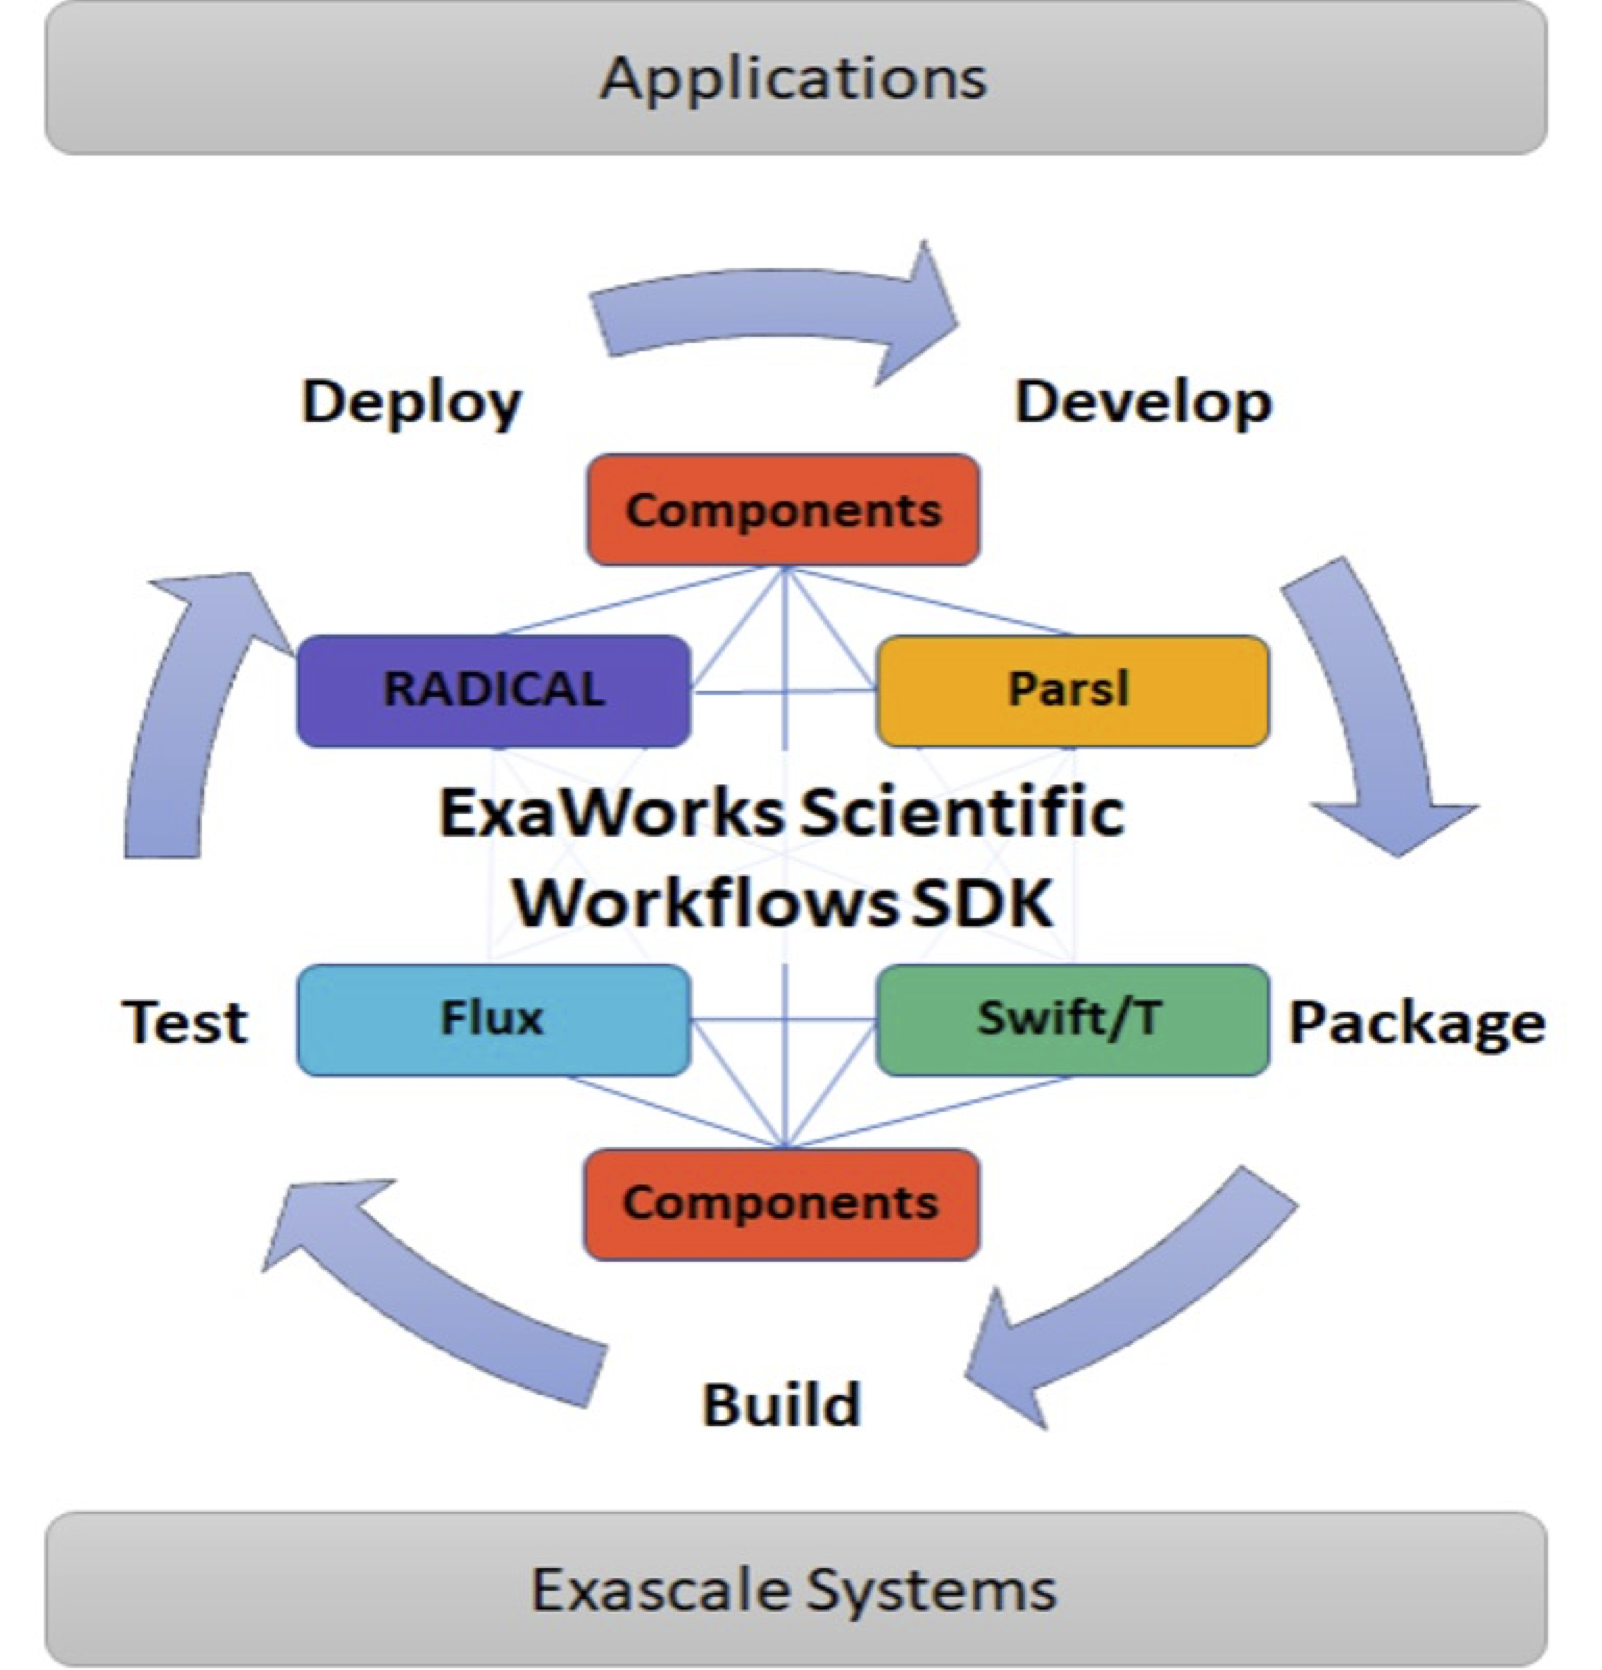 Applications
Deploy
Develop
Components
RADICAL
Parsl
ExaWorks Scientific
Workflows SDK
Test
Flux
Swift/T
Package
Components
Build
Exascale Systems